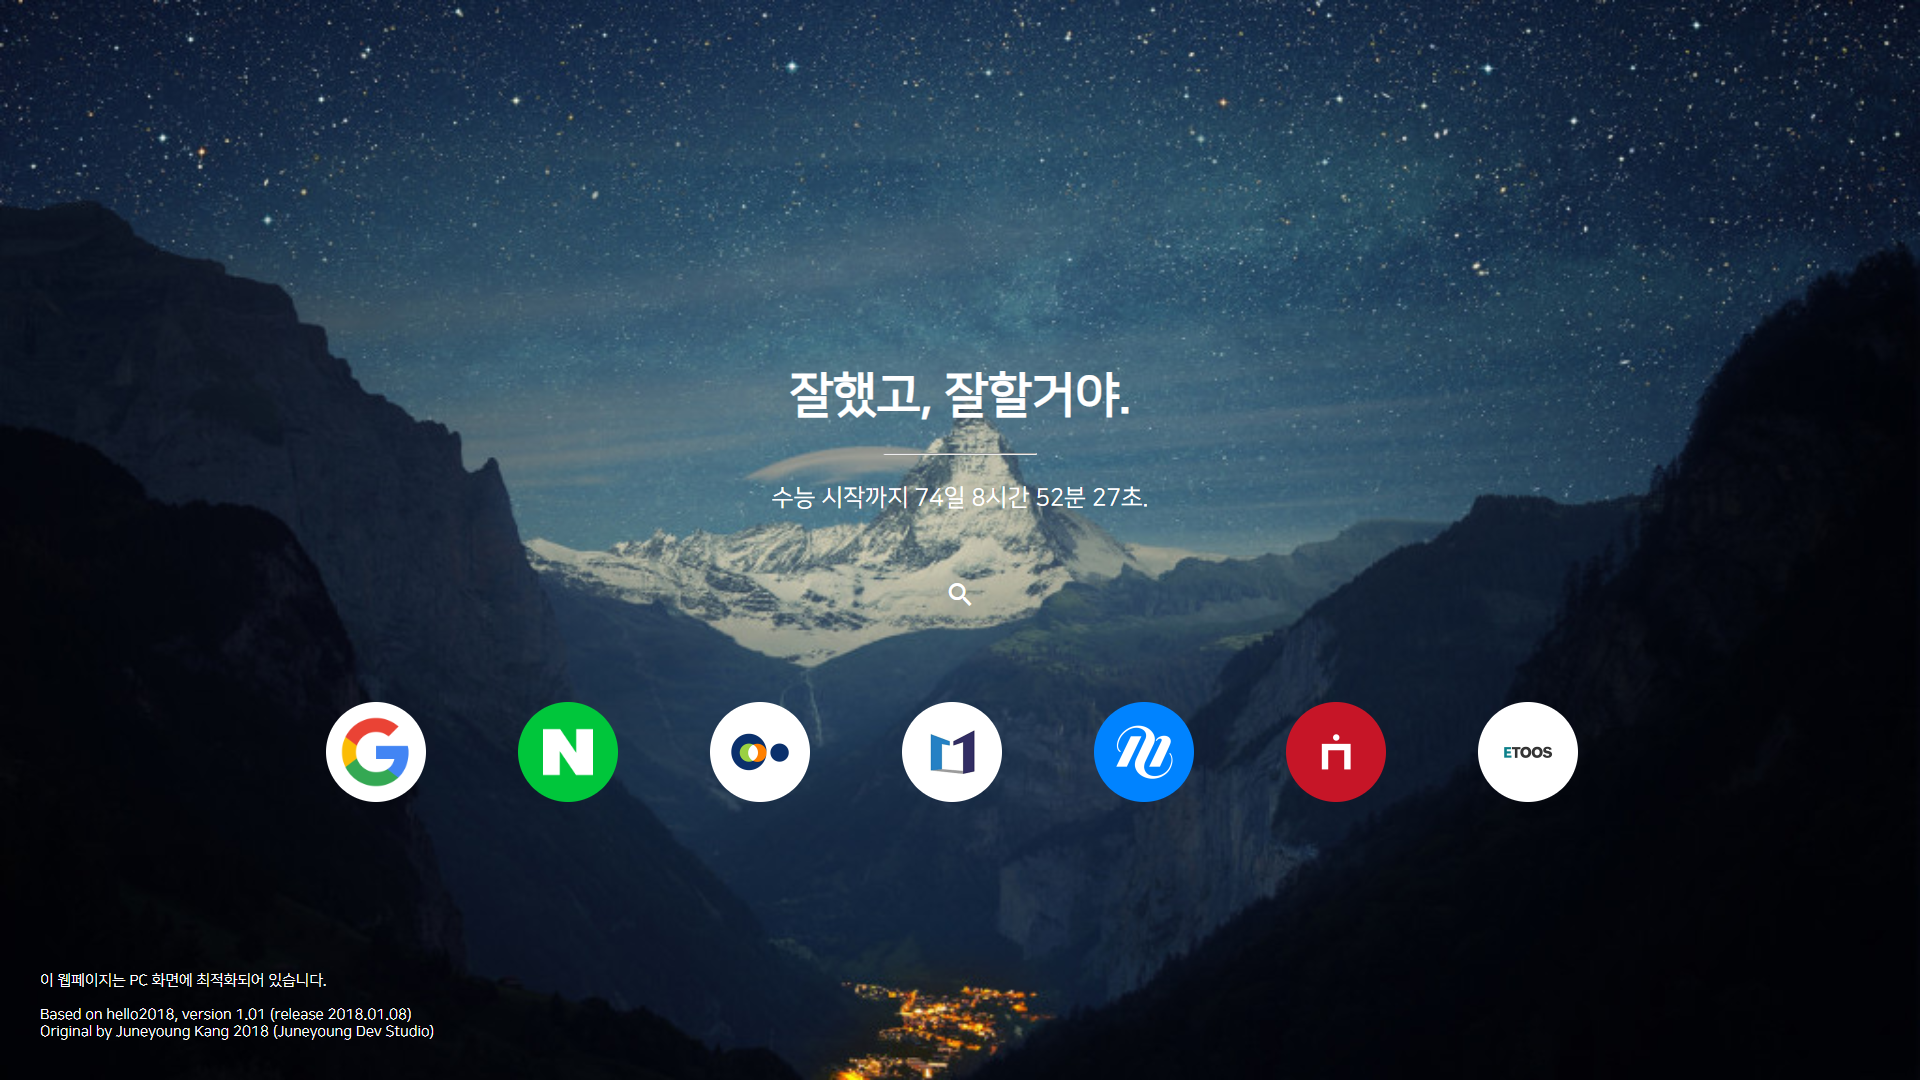 잘했고, 잘할거야.
수능 시작까지 74일 8시간 52분 27초.
N
ETOOS
이 웹페이지는 PC 화면에 최적화되어 있습니다.
Based on hello2018, version 1.01 (release 2018.01.08)
Original by Juneyoung Kang 2018 (Juneyoung Dev Studio)